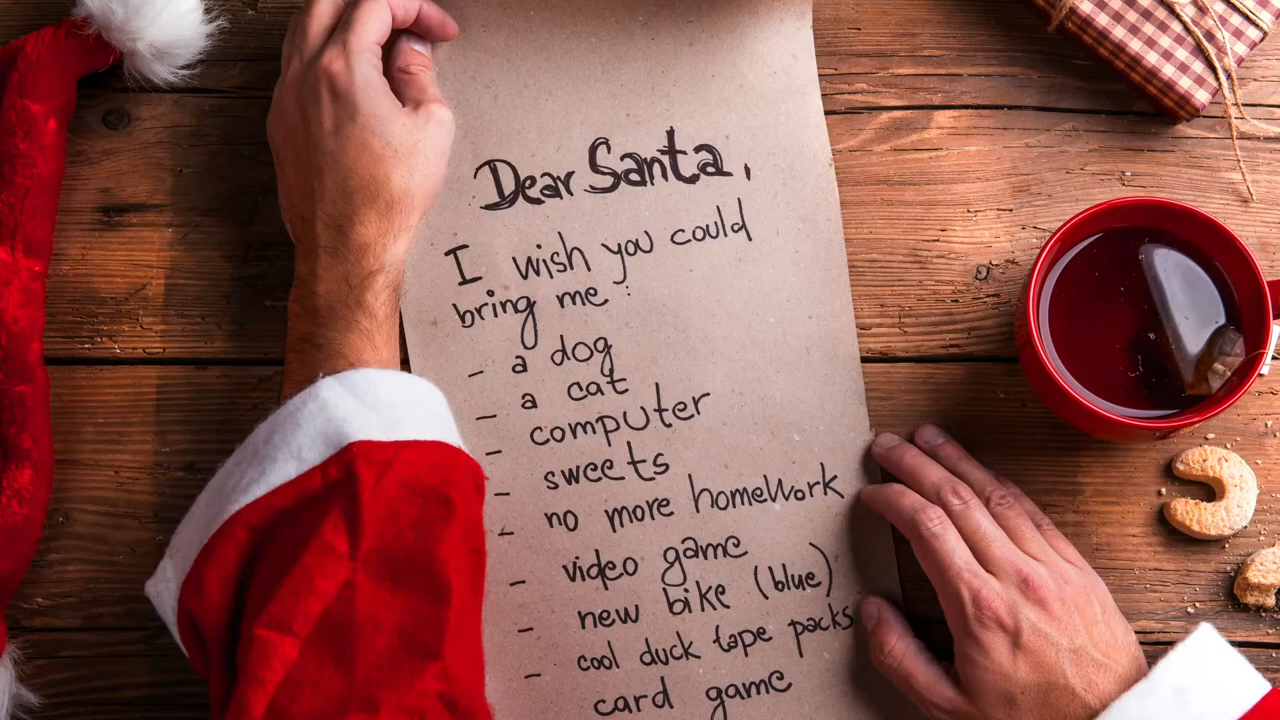 Dear Santa,
I wish you could
bring me :
- a dog
- a cat
- computer
- sweets
- no more homework
- video game
- new bike (blue)
- cool duck tape packs
card game